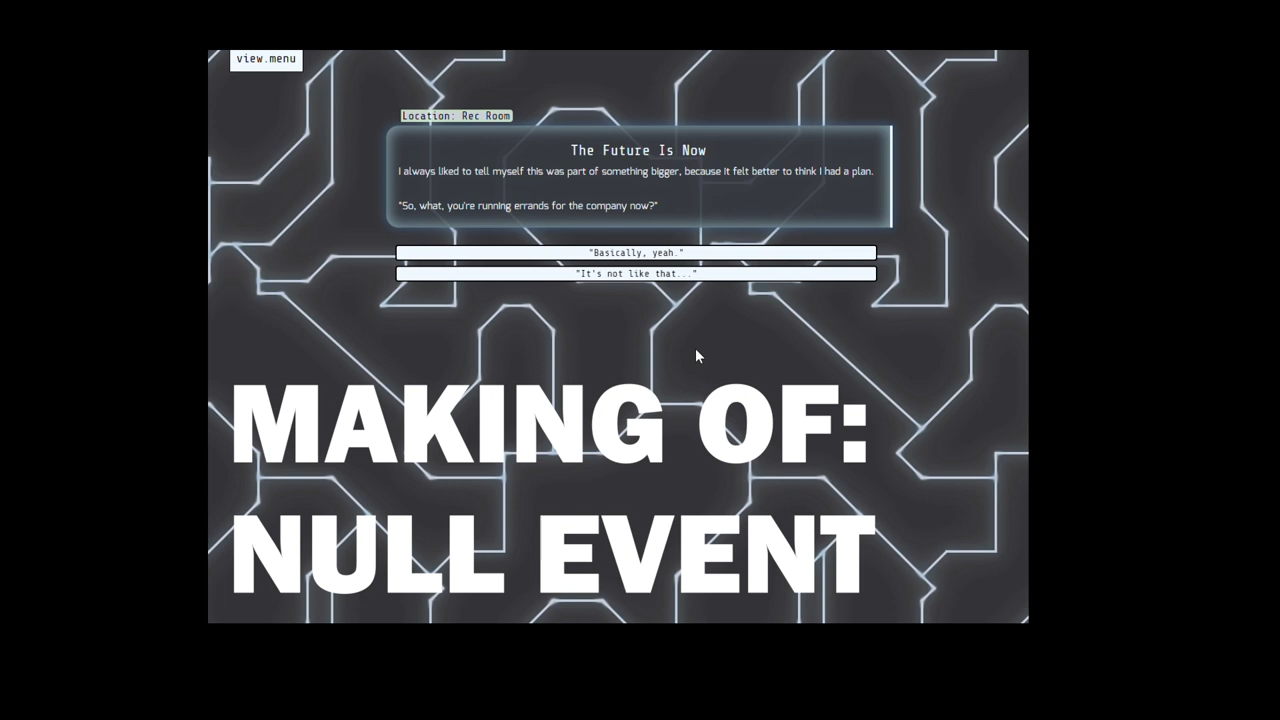 view.menu
Location: Rec Room
The Future Is Now
I always liked to tell myself this was part of something bigger, because it felt better to think I had a plan.
"So, what, you're running errands for the company now?"
"Basically, yeah."
"It's not like that..."
MAKING OF:
NULL EVENT